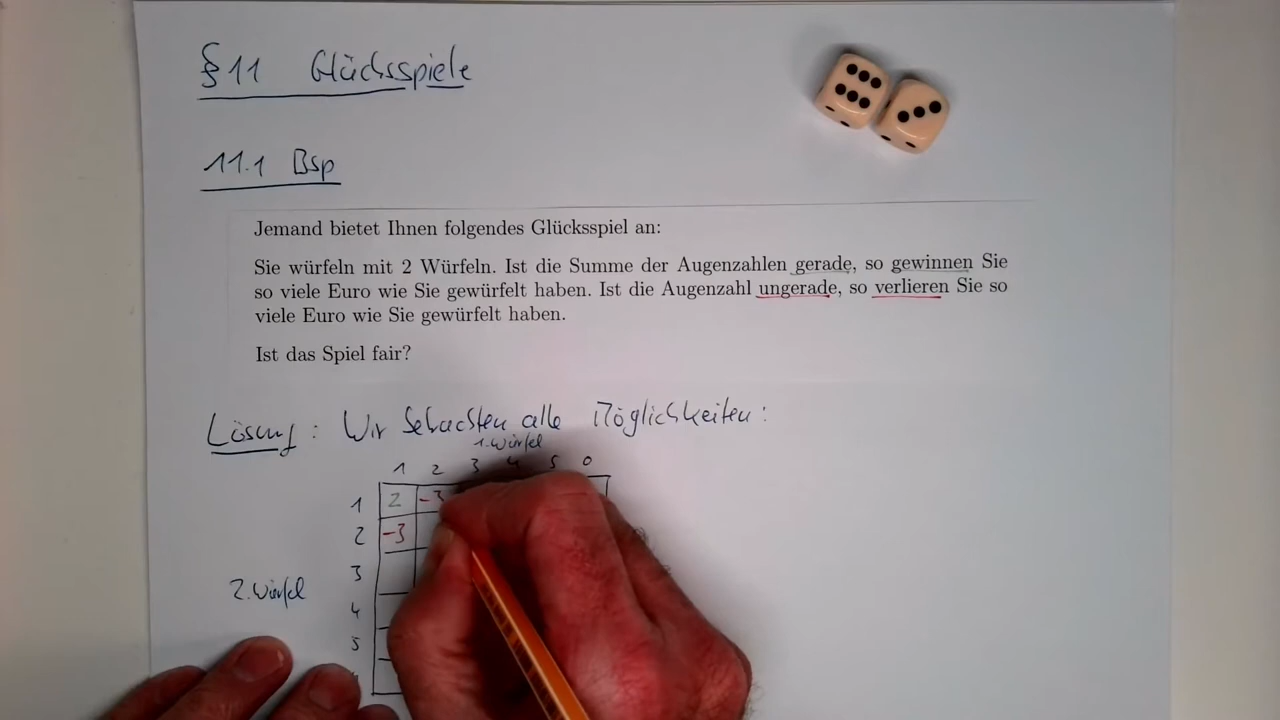 § 11 Glücksspiele
11.1 Bsp
Jemand bietet Ihnen folgendes Glücksspiel an:
Sie würfeln mit 2 Würfeln. Ist die Summe der Augenzahlen gerade, so gewinnen Sie
so viele Euro wie Sie gewürfelt haben. Ist die Augenzahl ungerade, so verlieren Sie so
viele Euro wie Sie gewürfelt haben.
Ist das Spiel fair?
Lösung: Wir betrachten alle Möglichkeiten:
1. Würfel
1 2 3 4 5
1 2 -3
2 -3
3
2. Würfel
4
5